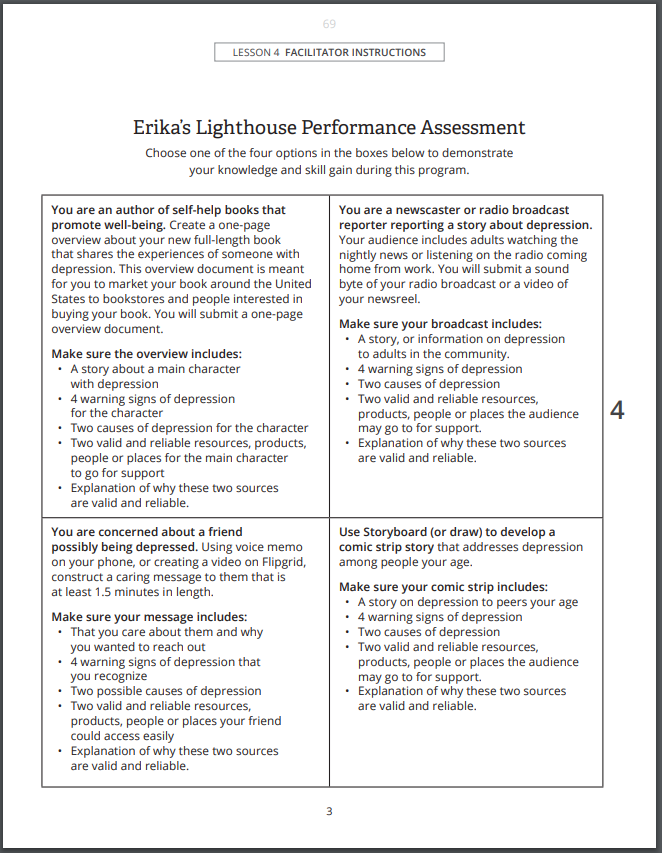 69
LESSON 4 FACILITATOR INSTRUCTIONS
Erika’s Lighthouse Performance Assessment
Choose one of the four options in the boxes below to demonstrate
your knowledge and skill gain during this program.
You are an author of self-help books that
promote well-being. Create a one-page
overview about your new full-length book
that shares the experiences of someone with
depression. This overview document is meant
for you to market your book around the United
States to bookstores and people interested in
buying your book. You will submit a one-page
overview document.
Make sure the overview includes:
• A story about a main character
with depression
• 4 warning signs of depression
for the character
• Two causes of depression for the character
• Two valid and reliable resources, products,
people or places for the main character
to go for support
• Explanation of why these two sources
are valid and reliable.
You are a newscaster or radio broadcast
reporter reporting a story about depression.
Your audience includes adults watching the
nightly news or listening on the radio coming
home from work. You will submit a sound
byte of your radio broadcast or a video of
your newsreel.
Make sure your broadcast includes:
• A story, or information on depression
to adults in the community.
• 4 warning signs of depression
• Two causes of depression
• Two valid and reliable resources,
products, people or places the audience
may go to for support.
• Explanation of why these two sources
are valid and reliable.
4
You are concerned about a friend
possibly being depressed. Using voice memo
on your phone, or creating a video on Flipgrid,
construct a caring message to them that is
at least 1.5 minutes in length.
Make sure your message includes:
• That you care about them and why
you wanted to reach out
• 4 warning signs of depression that
you recognize
• Two possible causes of depression
• Two valid and reliable resources,
products, people or places your friend
could access easily
• Explanation of why these two sources
are valid and reliable.
Use Storyboard (or draw) to develop a
comic strip story that addresses depression
among people your age.
Make sure your comic strip includes:
• A story on depression to peers your age
• 4 warning signs of depression
• Two causes of depression
• Two valid and reliable resources,
products, people or places the audience
may go to for support.
• Explanation of why these two sources
are valid and reliable.
3